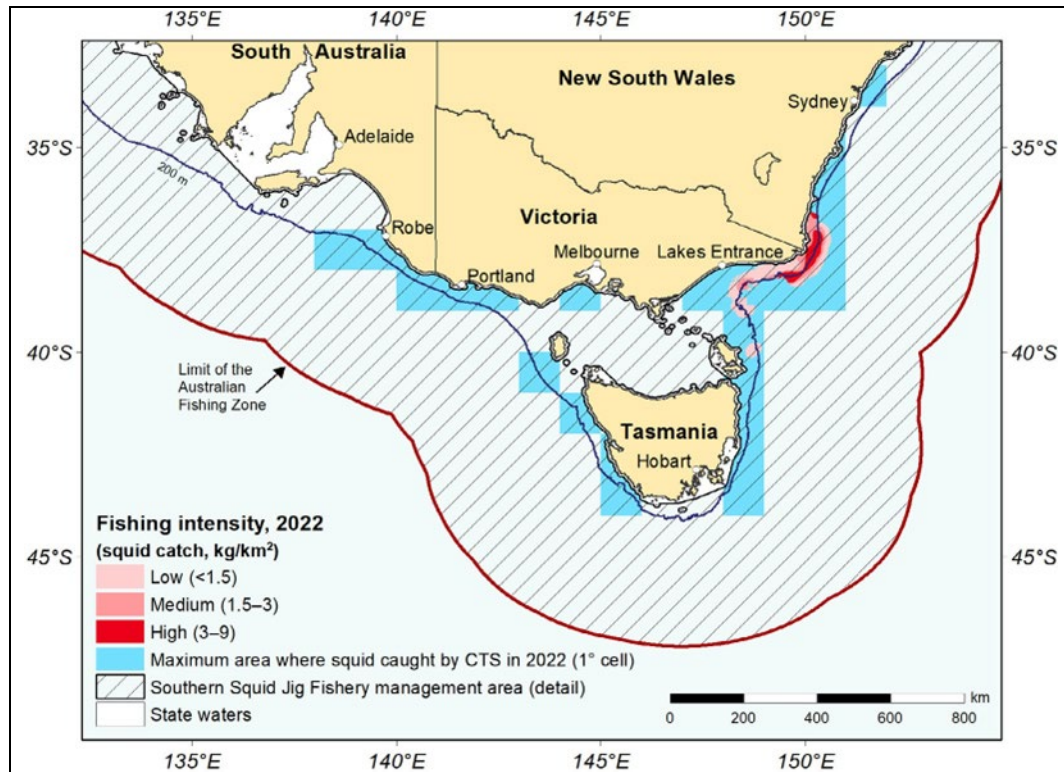 135°E 140°E 145°E 150°E
South Australia
New South Wales
Sydney
35°S Adelaide 35°S
200 m
Victoria
Robe Melbourne Lakes Entrance
Portland
40°S 40°S
Limit of the
Australian
Fishing Zone
Tasmania
Hobart
Fishing intensity, 2022
(squid catch, kg/km²)
45°S 45°S
Low (<1.5)
Medium (1.5–3)
High (3–9)
Maximum area where squid caught by CTS in 2022 (1° cell)
Southern Squid Jig Fishery management area (detail)
State waters
km
0 200 400 600 800
135°E 140°E 145°E 150°E